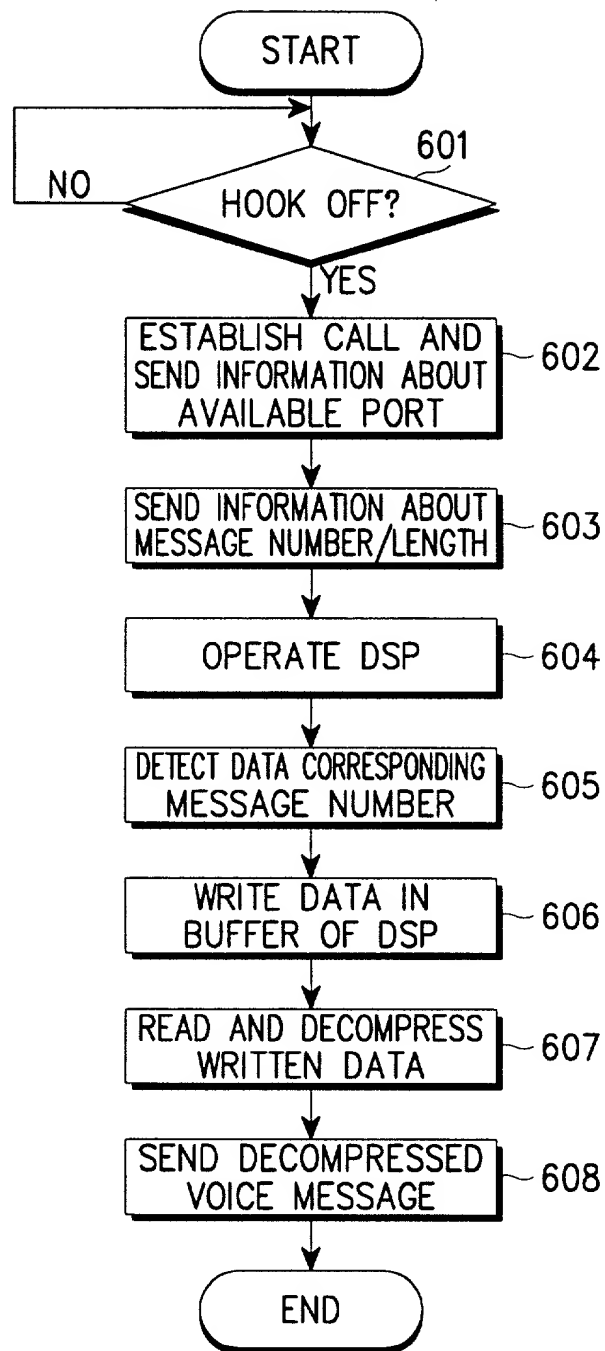 START
601
NO
HOOK OFF?
YES
ESTABLISH CALL AND
SEND INFORMATION ABOUT
AVAILABLE PORT
602
SEND INFORMATION ABOUT
MESSAGE NUMBER/LENGTH
603
OPERATE DSP
604
DETECT DATA CORRESPONDING
MESSAGE NUMBER
605
WRITE DATA IN
BUFFER OF DSP
606
READ AND DECOMPRESS
WRITTEN DATA
607
SEND DECOMPRESSED
VOICE MESSAGE
608
END